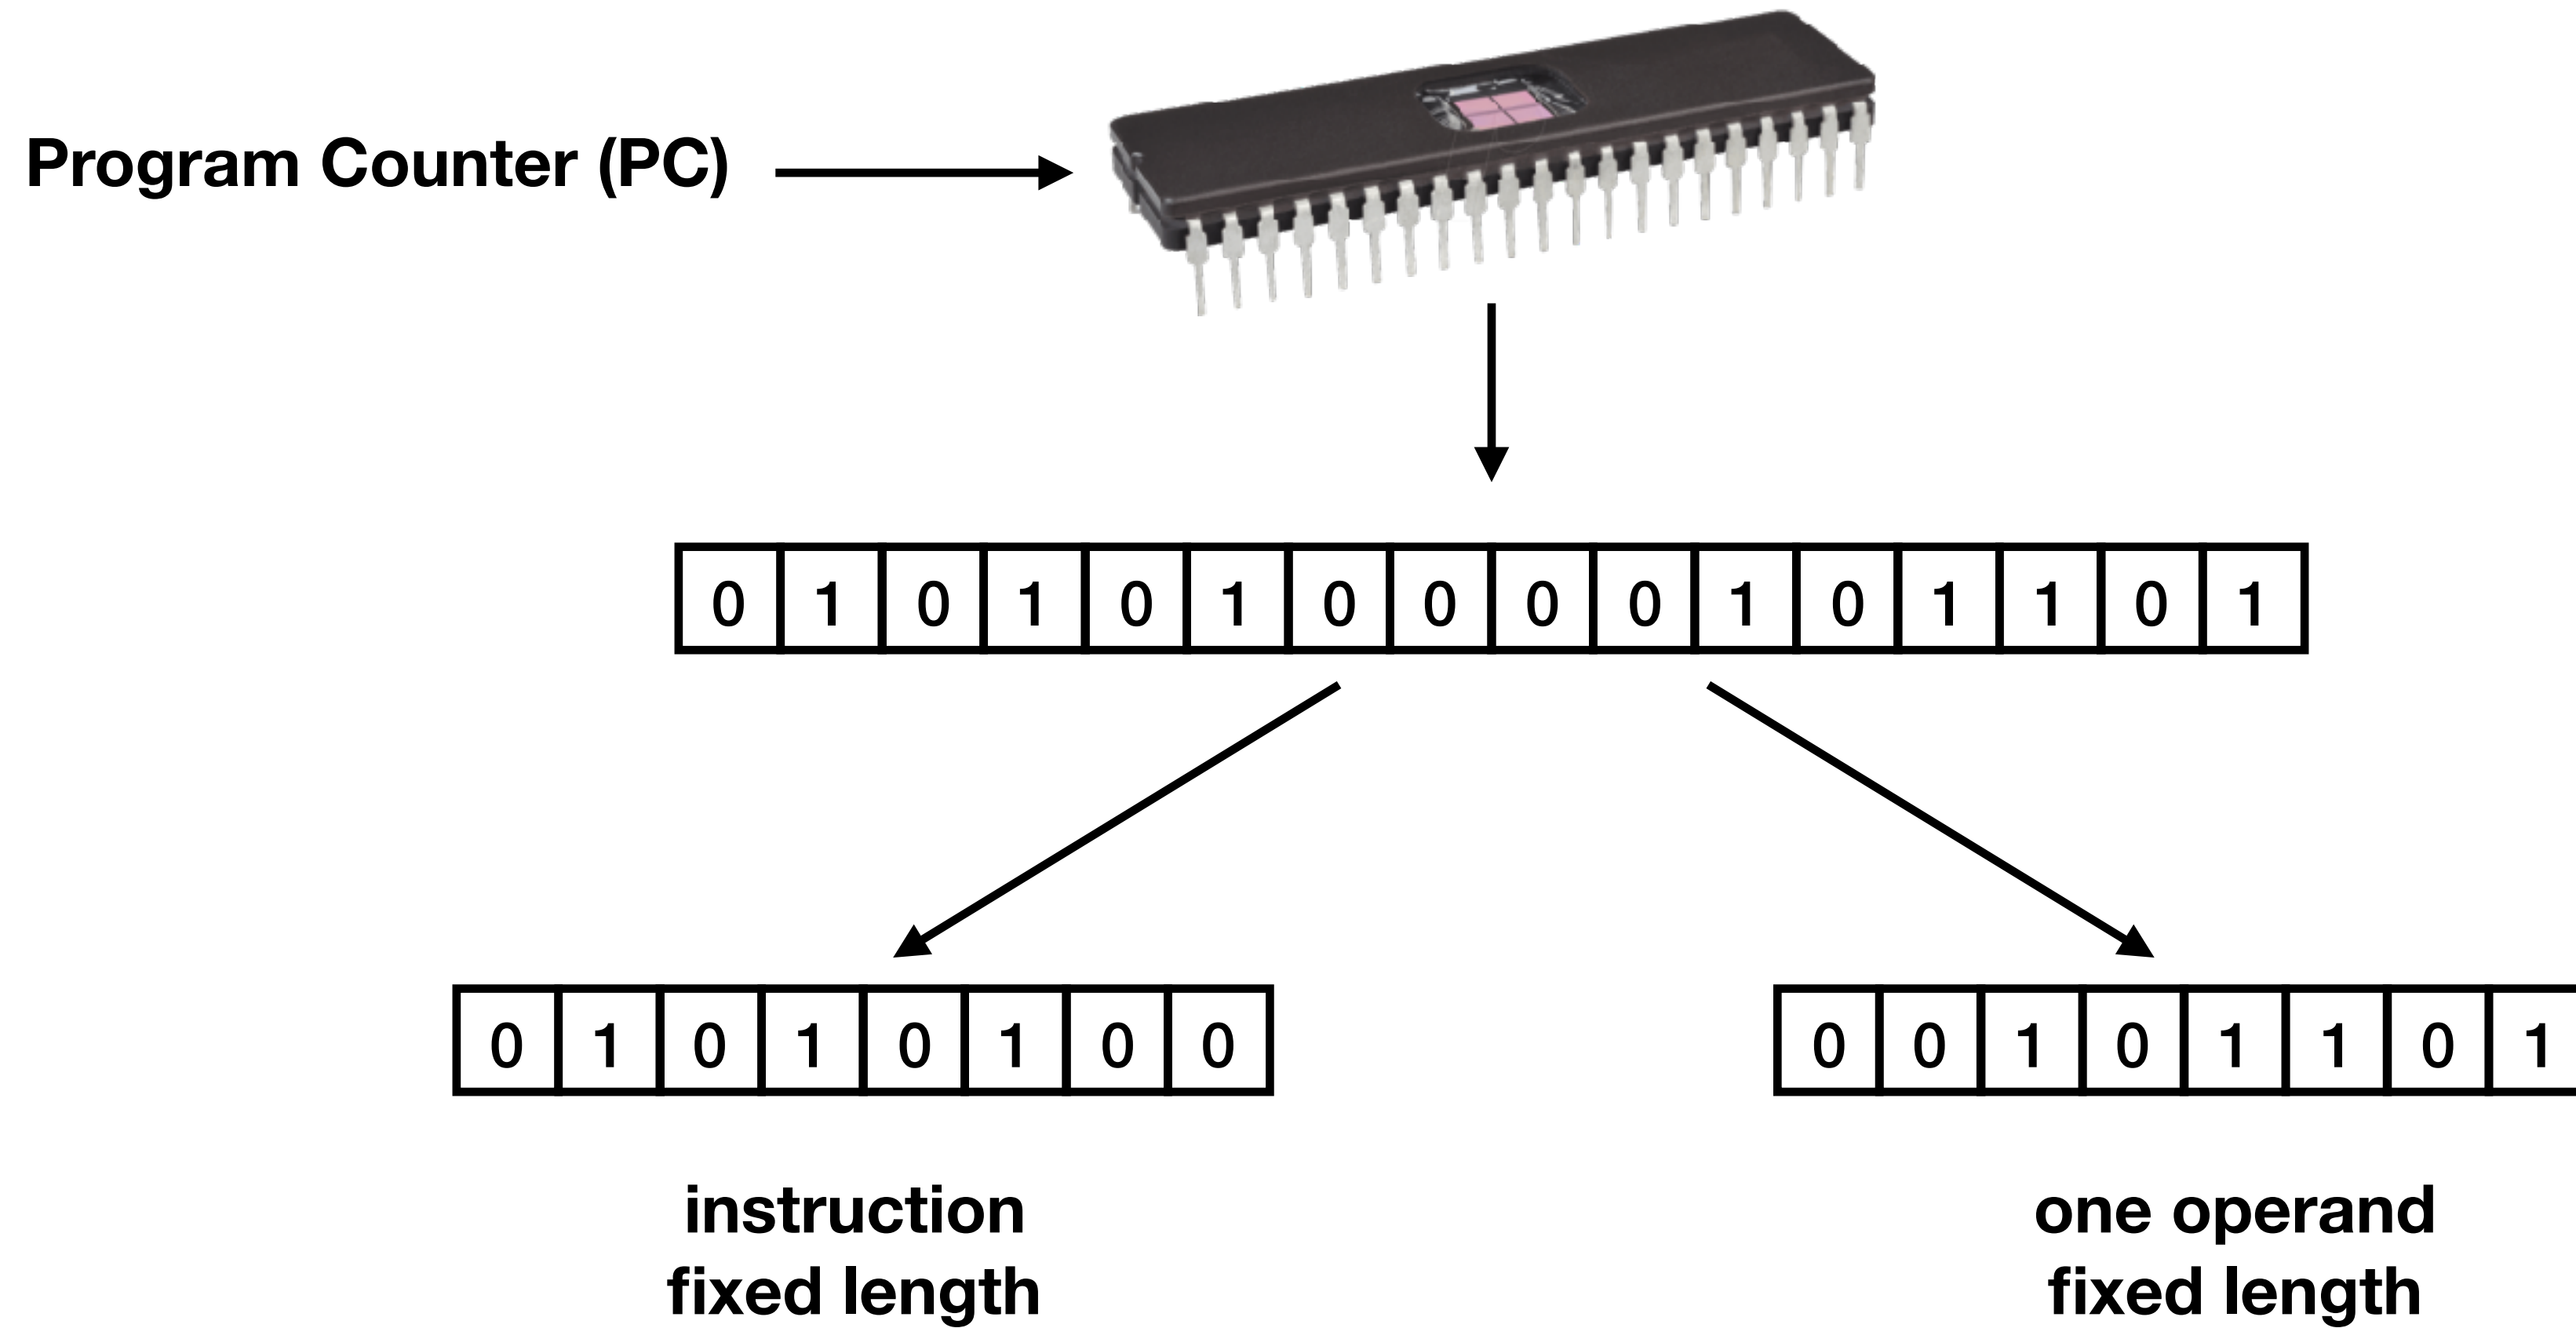 Program Counter (PC)
0 1 0 1 0 1 0 0 0 0 1 0 1 1 0 1
0 1 0 1 0 1 0 0
0 0 1 0 1 1 0 1
instruction
fixed length
one operand
fixed length